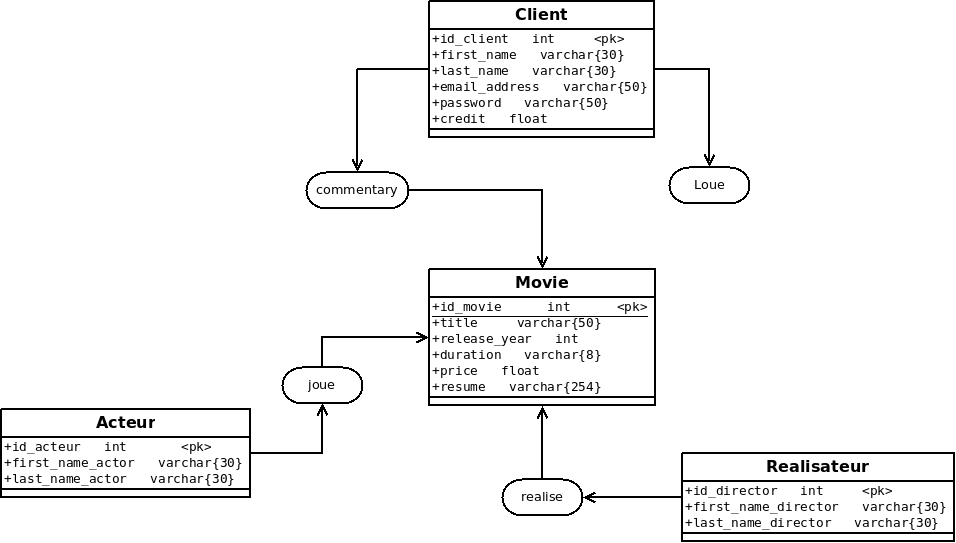 Client
+id_client int <pk>
+first_name varchar{30}
+last_name varchar{30}
+email_address varchar{50}
+password varchar{50}
+credit float
commentary
Loue
Movie
+id_movie int <pk>
+title varchar{50}
+release_year int
+duration varchar{8}
+price float
+resume varchar{254}
joue
Acteur
+id_acteur int <pk>
+first_name_actor varchar{30}
+last_name_actor varchar{30}
realise
Realisateur
+id_director int <pk>
+first_name_director varchar{30}
+last_name_director varchar{30}